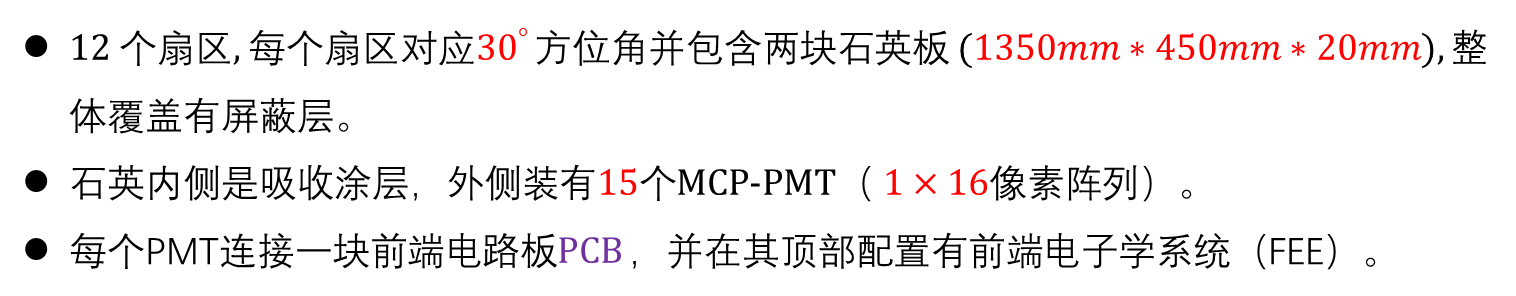 ● 12 个扇区, 每个扇区对应30° 方位角并包含两块石英板 (1350mm ∗ 450mm ∗ 20mm), 整
体覆盖有屏蔽层。
● 石英内侧是吸收涂层，外侧装有15个MCP-PMT（ 1 × 16像素阵列）。
● 每个PMT连接一块前端电路板PCB ，并在其顶部配置有前端电子学系统（FEE）。